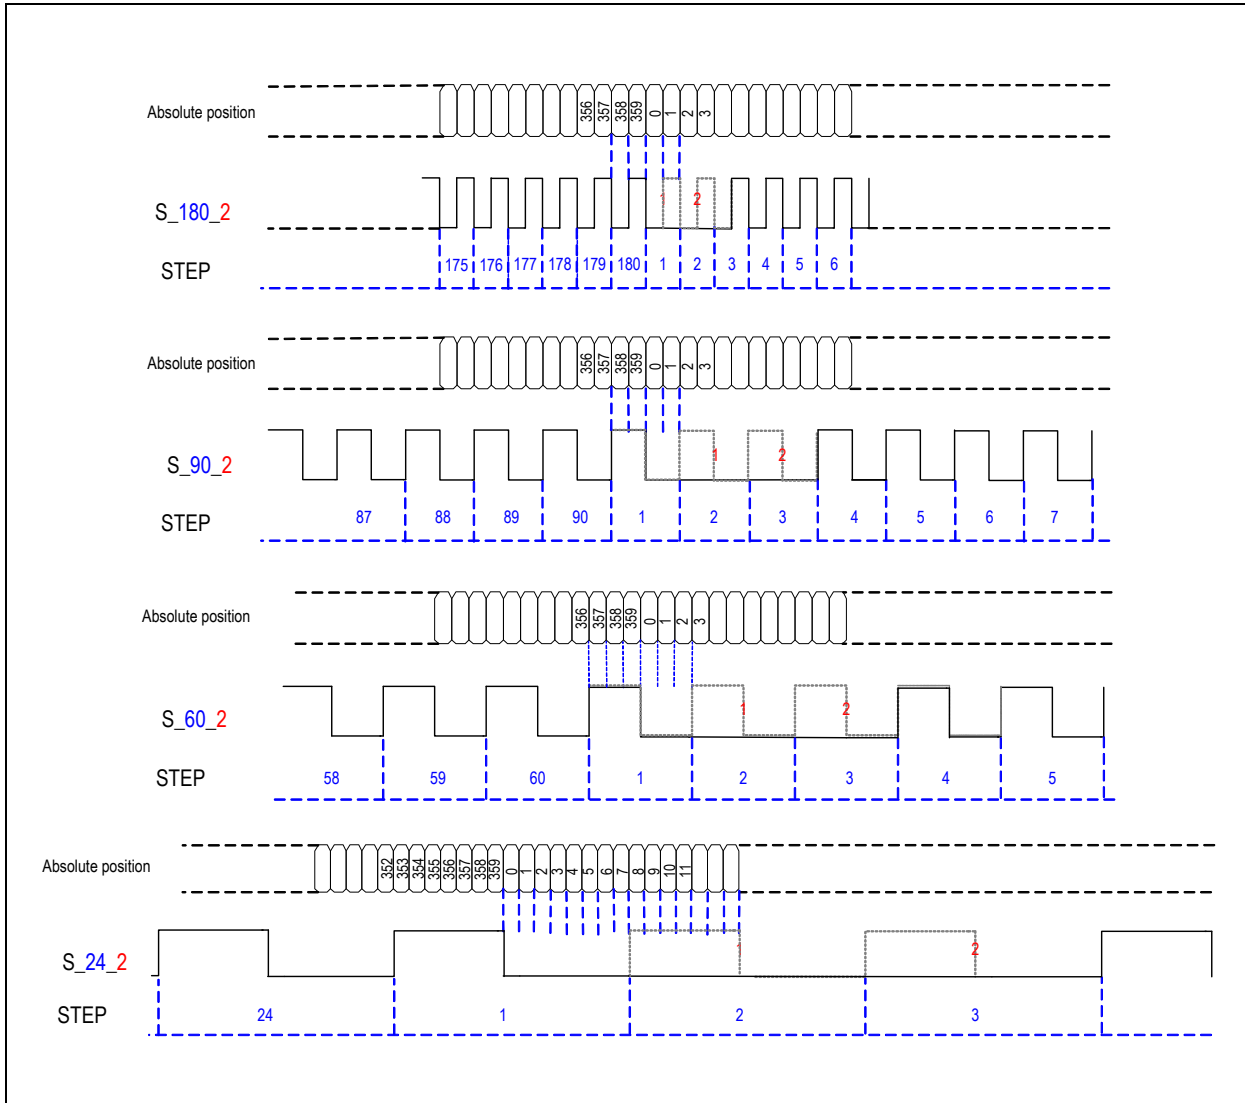 Absolute position 356 357 358 359 0 1 2 3
S_180_2 1 2
STEP 175 176 177 178 179 180 1 2 3 4 5 6
Absolute position 356 357 358 359 0 1 2 3
S_90_2 1 2
STEP 87 88 89 90 1 2 3 4 5 6 7
Absolute position 356 357 358 359 0 1 2 3
S_60_2 1 2
STEP 58 59 60 1 2 3 4 5
Absolute position 352 353 354 355 356 357 358 359 0 1 2 3 4 5 6 7 8 9 10 11
S_24_2 1 2
STEP 24 1 2 3